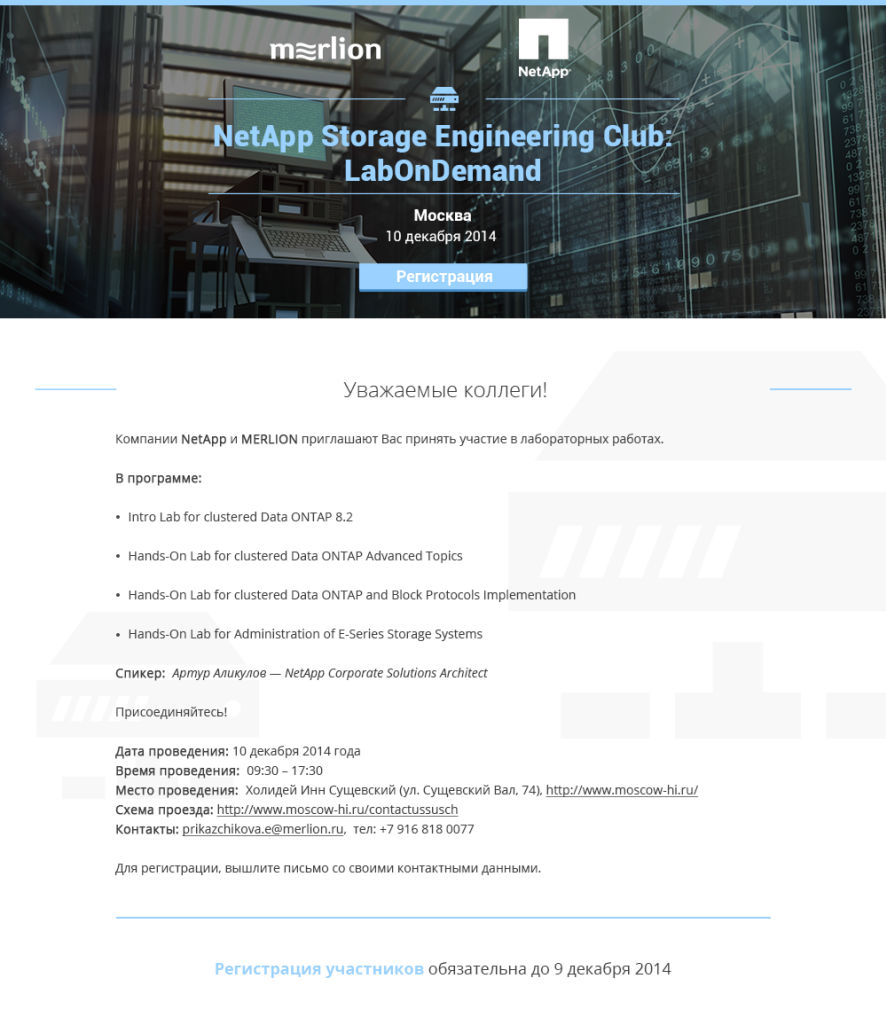 merlion
NetApp
NetApp Storage Engineering Club:
LabOnDemand
Москва
10 декабря 2014
Регистрация
Уважаемые коллеги!
Компании NetApp и MERLION приглашают Вас принять участие в лабораторных работах.
В программе:
• Intro Lab for clustered Data ONTAP 8.2
• Hands-On Lab for clustered Data ONTAP Advanced Topics
• Hands-On Lab for clustered Data ONTAP and Block Protocols Implementation
• Hands-On Lab for Administration of E-Series Storage Systems
Спикер: Артур Аликулов — NetApp Corporate Solutions Architect
Присоединяйтесь!
Дата проведения: 10 декабря 2014 года
Время проведения: 09:30 – 17:30
Место проведения: Холидей Инн Сущевский (ул. Сущевский Вал, 74), http://www.moscow-hi.ru/
Схема проезда: http://www.moscow-hi.ru/contactussusch
Контакты: prikazchikova.e@merlion.ru, тел: +7 916 818 0077
Для регистрации, вышлите письмо со своими контактными данными.
Регистрация участников обязательна до 9 декабря 2014